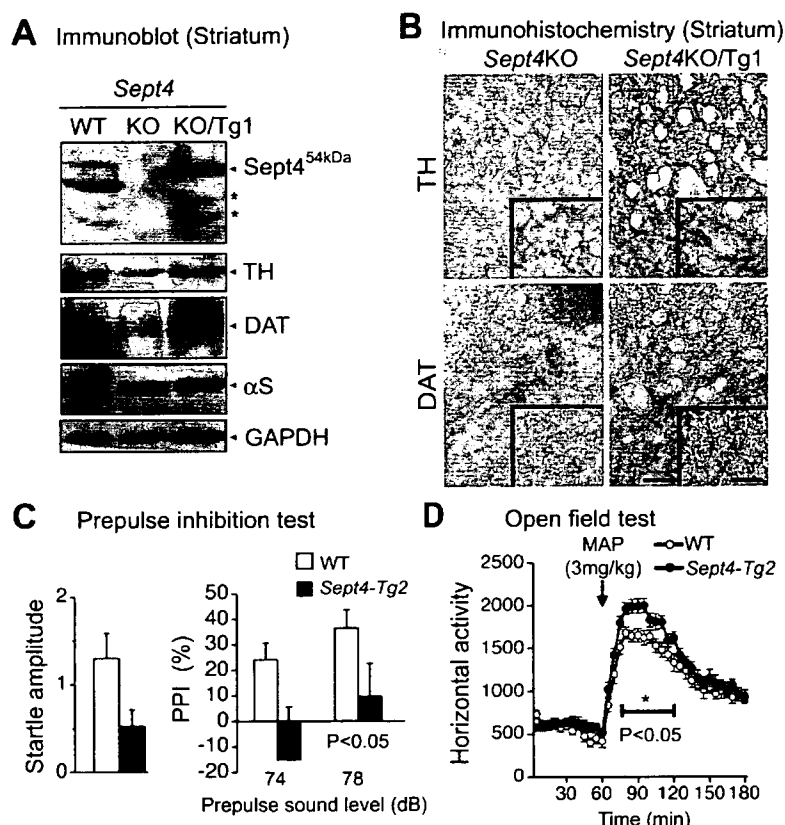 A Immunoblot (Striatum)
Sept4
WT KO KO/Tg1
Sept4 54kDa
*
*
TH
DAT
αS
GAPDH
B Immunohistochemistry (Striatum)
Sept4KO Sept4KO/Tg1
TH
DAT
C Prepulse inhibition test
WT
Sept4-Tg2
Startle amplitude
2
1
0
PPI (%)
50
40
30
20
10
0
-10
-20
P<0.05
74 78
Prepulse sound level (dB)
D Open field test
MAP
(3mg/kg)
WT
Sept4-Tg2
Horizontal activity
2500
2000
1500
1000
500
0
*
P<0.05
30 60 90 120 150 180
Time (min)